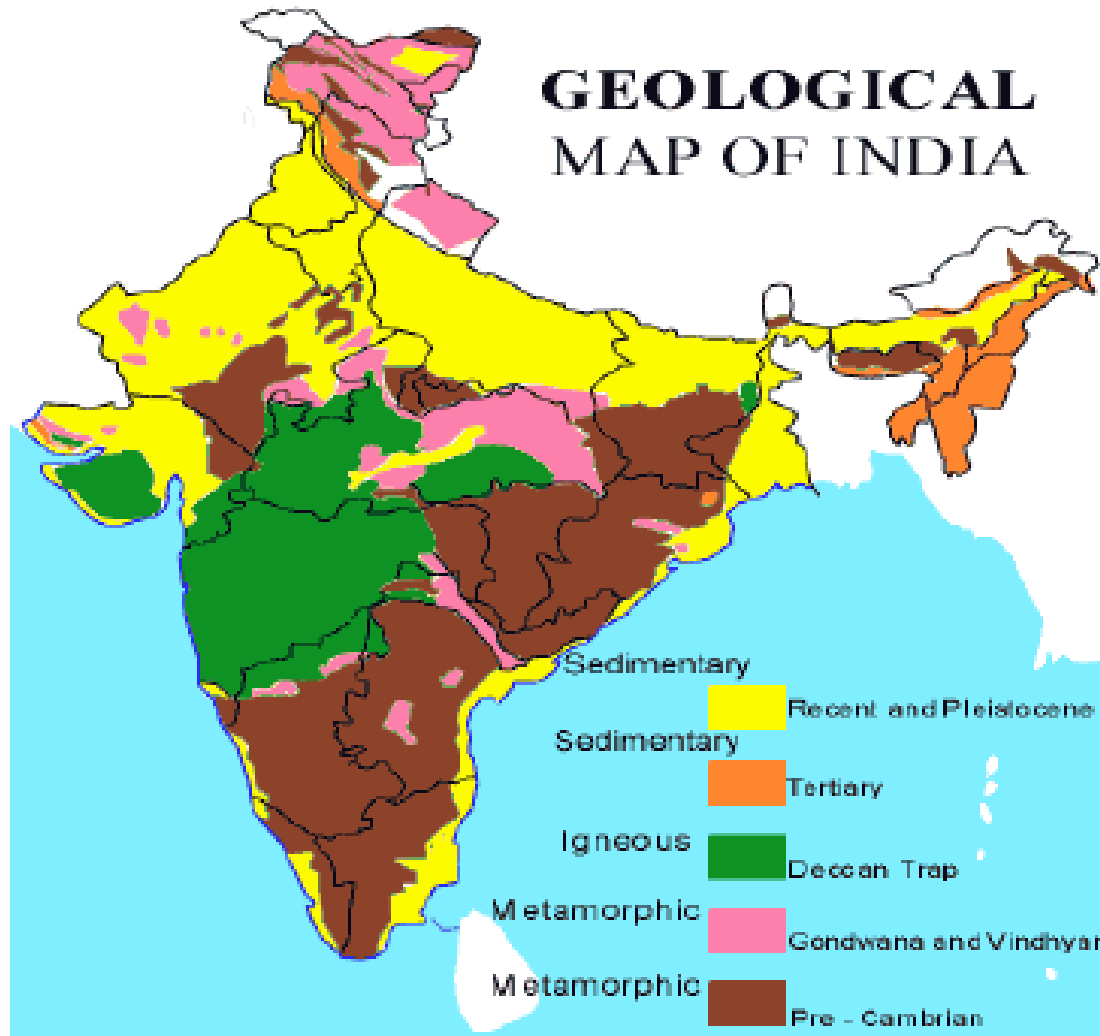 GEOLOGICAL
MAP OF INDIA
Sedimentary
Recent and Pleistocene
Sedimentary
Tertiary
Igneous
Deccan Trap
Metamorphic
Gondwana and Vindhyan
Metamorphic
Pre - Cambrian